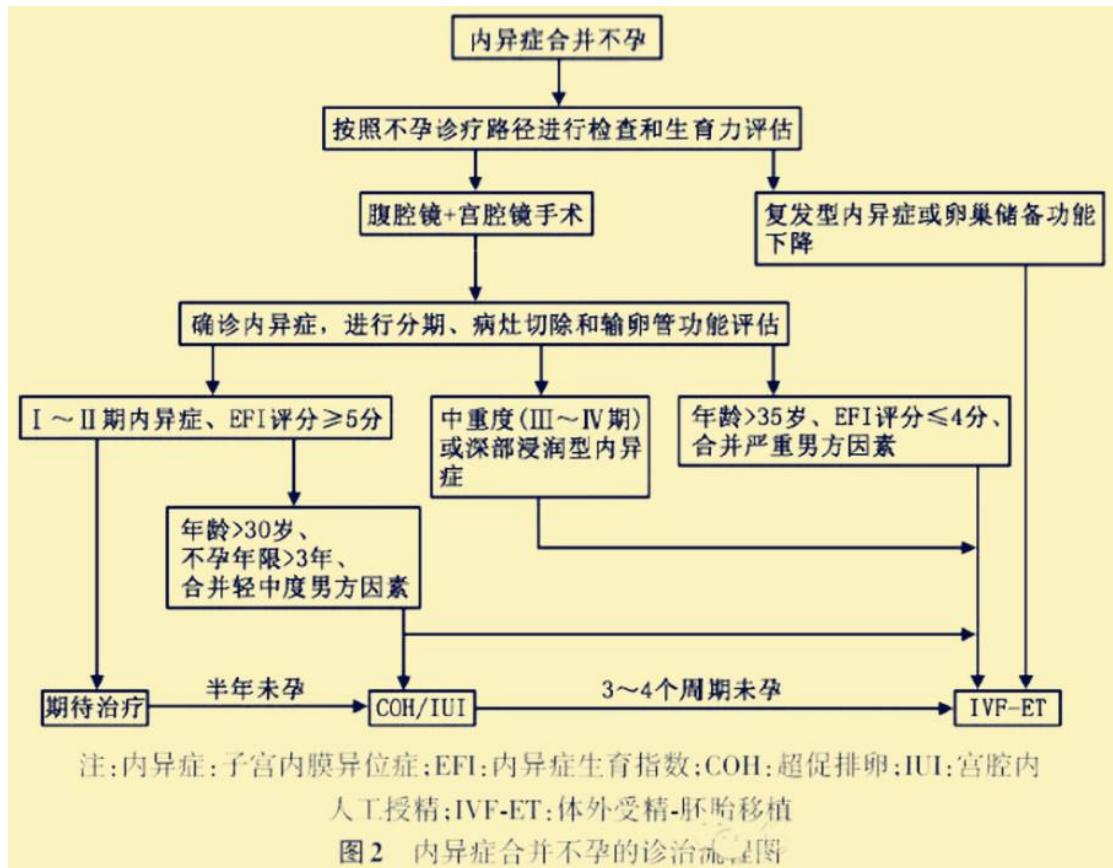 内异症合并不孕
按照不孕诊疗路径进行检查和生育力评估
腹腔镜+宫腔镜手术
复发型内异症或卵巢储备功能
下降
确诊内异症，进行分期、病灶切除和输卵管功能评估
Ⅰ～Ⅱ期内异症、EFI评分≥5分
中重度(Ⅲ～Ⅳ期)
或深部浸润型内异
症
年龄>35岁、EFI评分≤4分、
合并严重男方因素
年龄>30岁、
不孕年限>3年、
合并轻中度男方因素
期待治疗
半年未孕
COH/IUI
3～4个周期未孕
IVF-ET
注:内异症:子宫内膜异位症;EFI:内异症生育指数;COH:超促排卵;IUI:宫腔内
人工授精;IVF-ET:体外受精-胚胎移植
图2 内异症合并不孕的诊治流程图